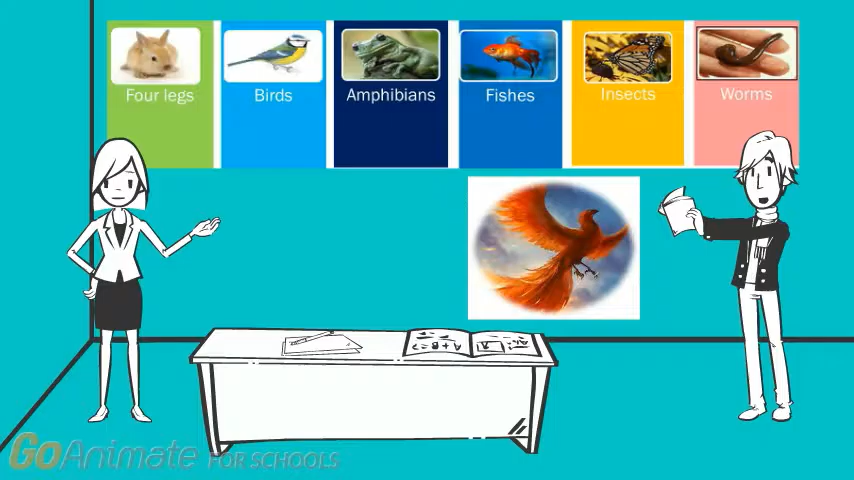 Four legs
Birds
Amphibians
Fishes
Insects
Worms
GoAnimate FOR SCHOOLS